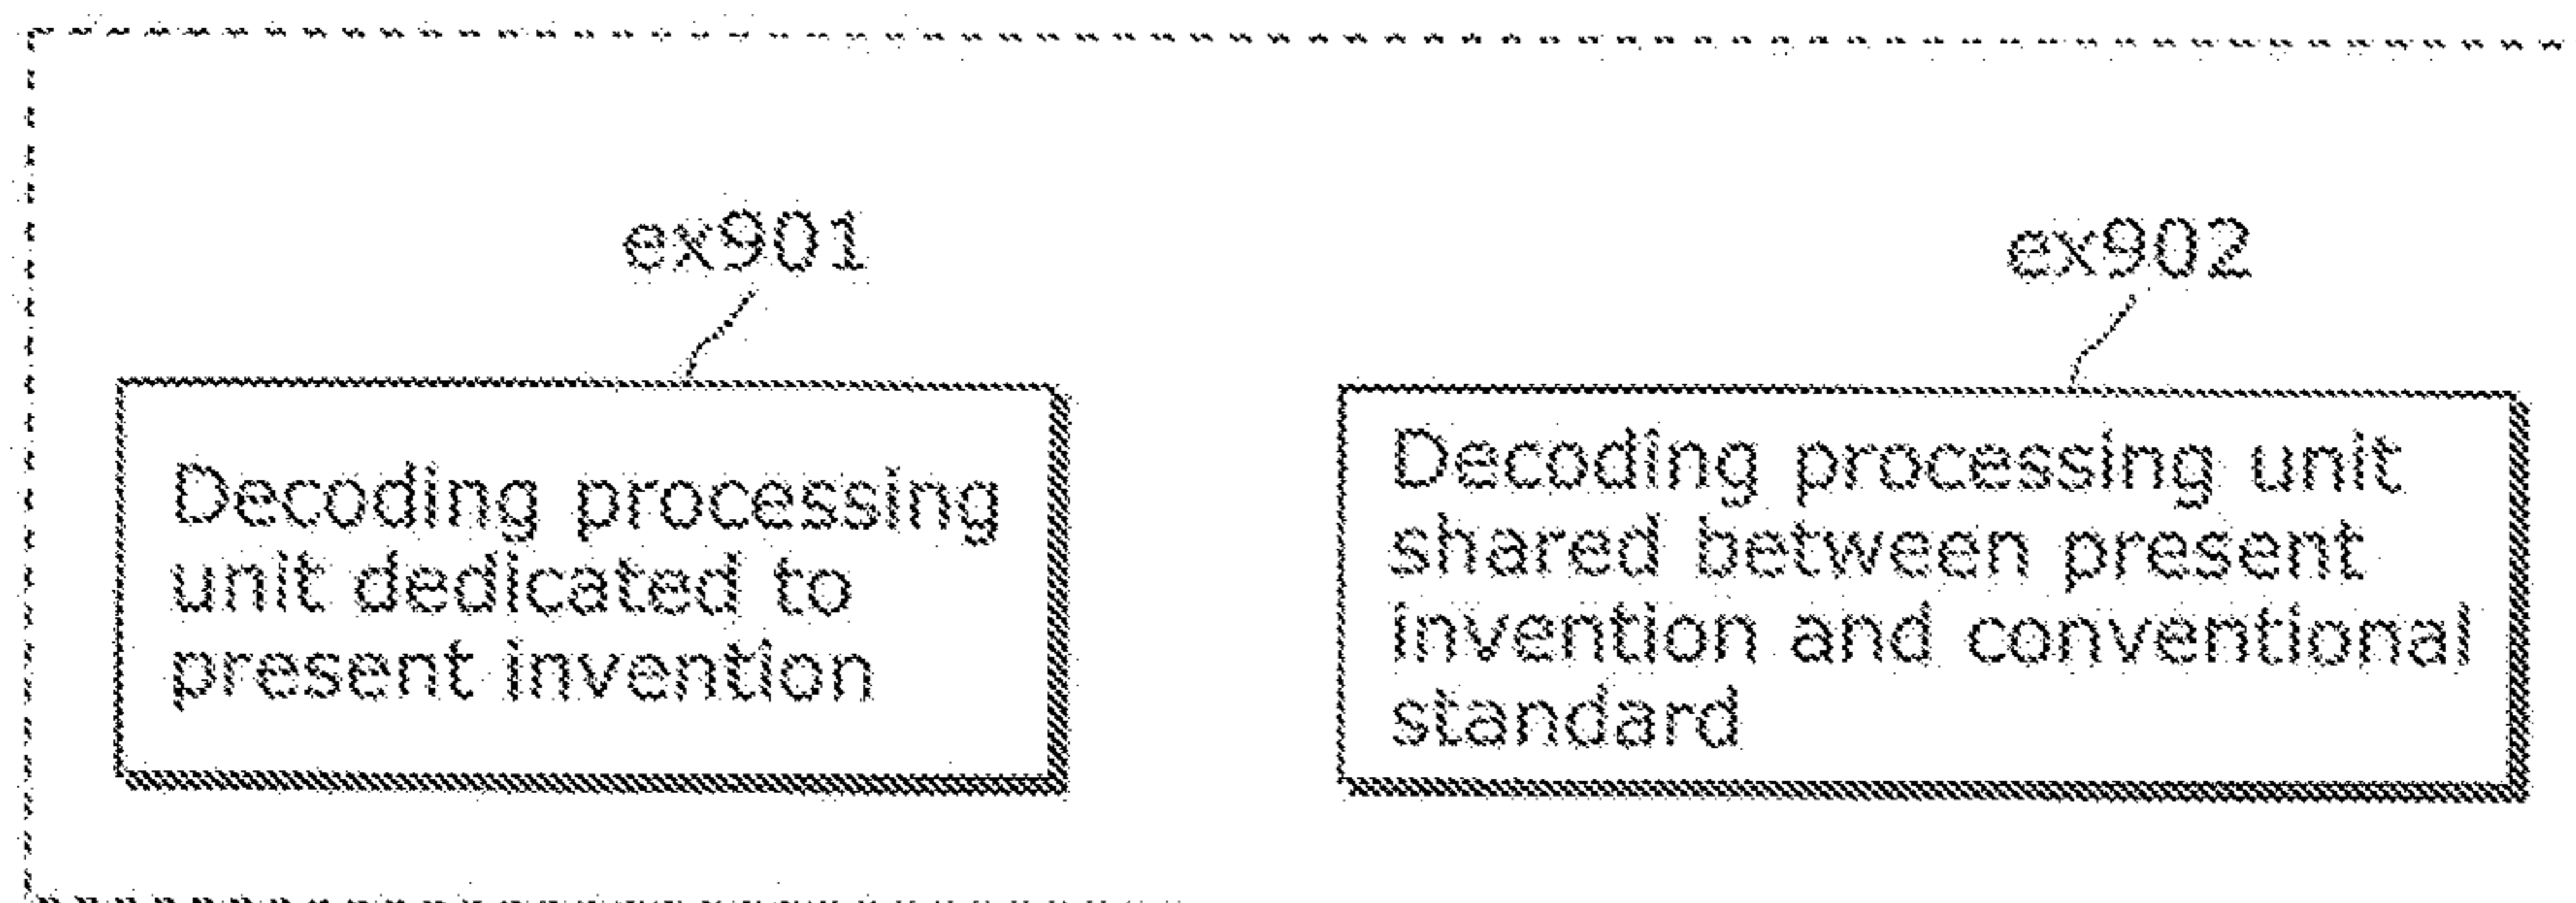 ex901
Decoding processing
unit dedicated to
present invention
ex902
Decoding processing unit
shared between present
invention and conventional
standard